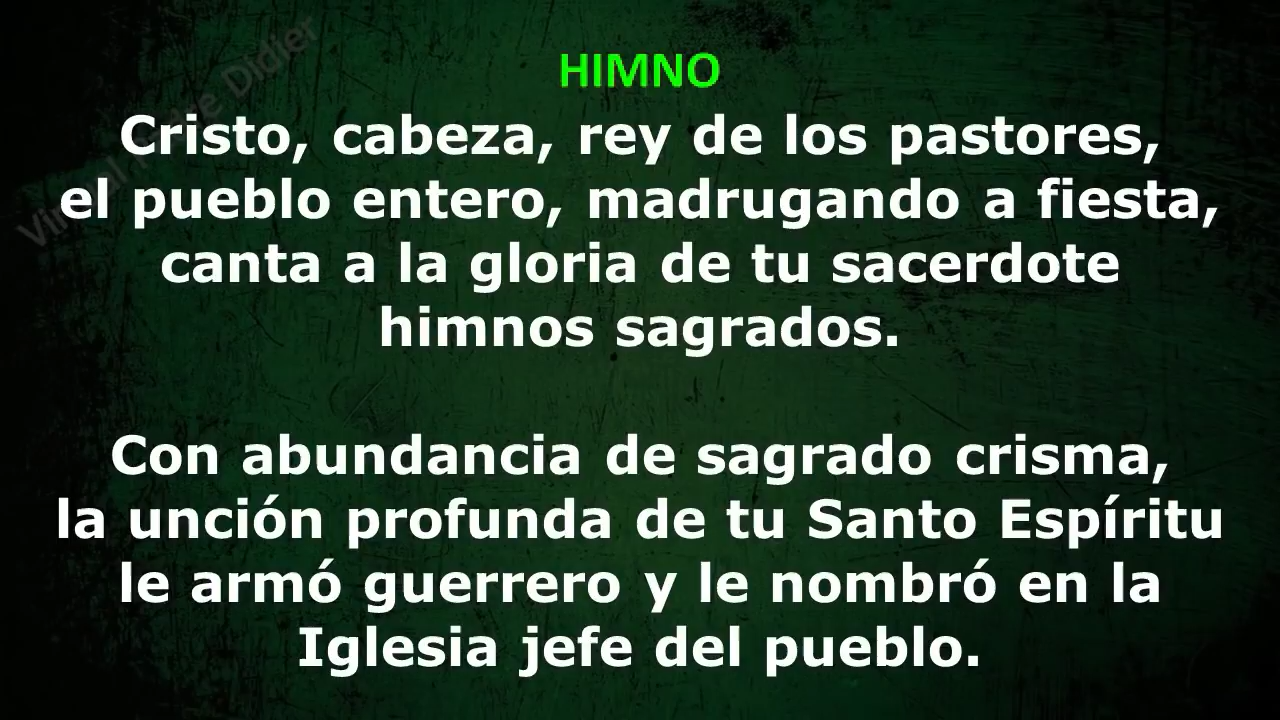 HIMNO
Cristo, cabeza, rey de los pastores,
el pueblo entero, madrugando a fiesta,
canta a la gloria de tu sacerdote
himnos sagrados.
Con abundancia de sagrado crisma,
la unción profunda de tu Santo Espíritu
le armó guerrero y le nombró en la
Iglesia jefe del pueblo.
Didier